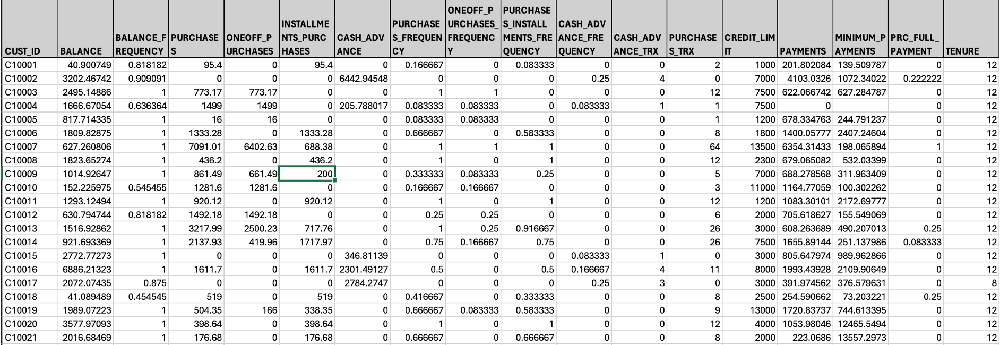 CUST_ID BALANCE BALANCE_FREQUENCY PURCHASES ONEOFF_PURCHASES INSTALLMENTS_PURCHASES CASH_ADVANCE PURCHASES_FREQUENCY ONEOFF_PURCHASES_FREQUENCY PURCHASES_INSTALLMENTS_FREQUENCY CASH_ADVANCE_FREQUENCY CASH_ADVANCE_TRX PURCHASES_TRX CREDIT_LIMIT PAYMENTS MINIMUM_PAYMENTS PRC_FULL_PAYMENT TENURE
C10001 40.900749 0.818182 95.4 0 95.4 0 0.166667 0 0.083333 0 0 2 1000 201.802084 139.509787 0 12
C10002 3202.46742 0.909091 0 0 0 6442.94548 0 0 0 0.25 4 0 7000 4103.0326 1072.34022 0.222222 12
C10003 2495.14886 1 773.17 773.17 0 0 1 1 0 0 0 12 7500 622.066742 627.284787 0 12
C10004 1666.67054 0.636364 1499 1499 0 205.788017 0.083333 0.083333 0 0.083333 1 1 7500 0 0 12
C10005 817.714335 1 16 16 0 0 0.083333 0.083333 0 0 0 1 1200 678.334763 244.791237 0 12
C10006 1809.82875 1 1333.28 0 1333.28 0 0.666667 0 0.583333 0 0 8 1800 1400.05777 2407.24604 0 12
C10007 627.260806 1 7091.01 6402.63 688.38 0 1 1 1 0 0 64 13500 6354.31433 198.065894 1 12
C10008 1823.65274 1 436.2 0 436.2 0 1 0 1 0 0 12 2300 679.065082 532.03399 0 12
C10009 1014.92647 1 861.49 661.49 200 0 0.333333 0.083333 0.25 0 0 5 7000 688.278568 311.963409 0 12
C10010 152.225975 0.545455 1281.6 1281.6 0 0 0.166667 0.166667 0 0 0 3 11000 1164.77059 100.302262 0 12
C10011 1293.12494 1 920.12 0 920.12 0 1 0 1 0 0 12 1200 1083.30101 2172.69777 0 12
C10012 630.794744 0.818182 1492.18 1492.18 0 0 0.25 0.25 0 0 0 6 2000 705.618627 155.549069 0 12
C10013 1516.92862 1 3217.99 2500.23 717.76 0 1 0.25 0.916667 0 0 26 3000 608.263689 490.207013 0.25 12
C10014 921.693369 1 2137.93 419.96 1717.97 0 0.75 0.166667 0.75 0 0 26 7500 1655.89144 251.137986 0.083333 12
C10015 2772.77273 1 0 0 0 346.81139 0 0 0 0.083333 1 0 3000 805.647974 989.962866 0 12
C10016 6886.21323 1 1611.7 0 1611.7 2301.49127 0.5 0 0.5 0.166667 4 11 8000 1993.43928 2109.90649 0 12
C10017 2072.07435 0.875 0 0 0 2784.2747 0 0 0 0.25 3 0 3000 391.974562 376.579631 0 8
C10018 41.089489 0.454545 519 0 519 0 0.416667 0 0.333333 0 0 8 2500 254.590662 73.203221 0.25 12
C10019 1989.07223 1 504.35 166 338.35 0 0.666667 0.083333 0.583333 0 0 9 13000 1720.83737 744.613395 0 12
C10020 3577.97093 1 398.64 0 398.64 0 1 0 1 0 0 12 4000 1053.98046 12465.5494 0 12
C10021 2016.68469 1 176.68 0 176.68 0 0.666667 0 0.666667 0 0 8 2000 223.0686 13557.2973 0 12